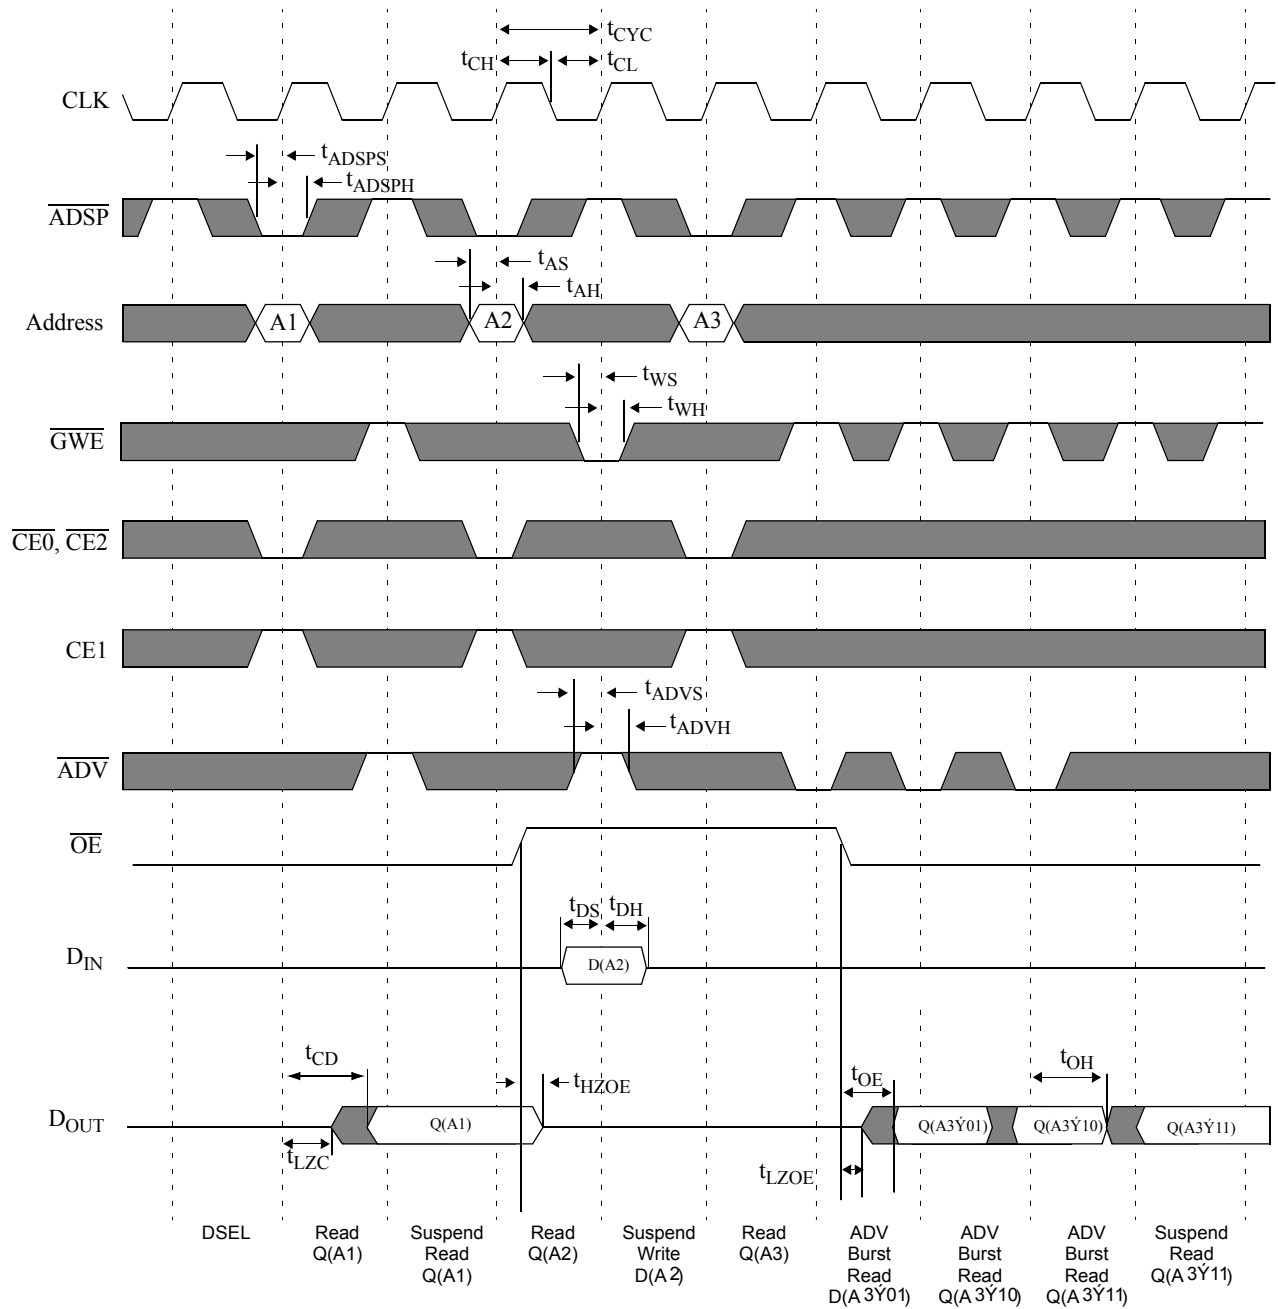 tCYC
tCH tCL
CLK
tADSPS
tADSPH
ADSP
tAS
tAH
Address A1 A2 A3
tWS
tWH
GWE
CE0, CE2
CE1
tADVS
tADVH
ADV
OE
tDS tDH
DIN D(A2)
tCD tHZOE tOE tOH
DOUT Q(A1) Q(A3Ý01) Q(A3Ý10) Q(A3Ý11)
tLZC tLZOE
DSEL
Read
Q(A1)
Suspend
Read
Q(A1)
Read
Q(A2)
Suspend
Write
D(A2)
Read
Q(A3)
ADV
Burst
Read
D(A3Ý01)
ADV
Burst
Read
Q(A3Ý10)
ADV
Burst
Read
Q(A3Ý11)
Suspend
Read
Q(A3Ý11)